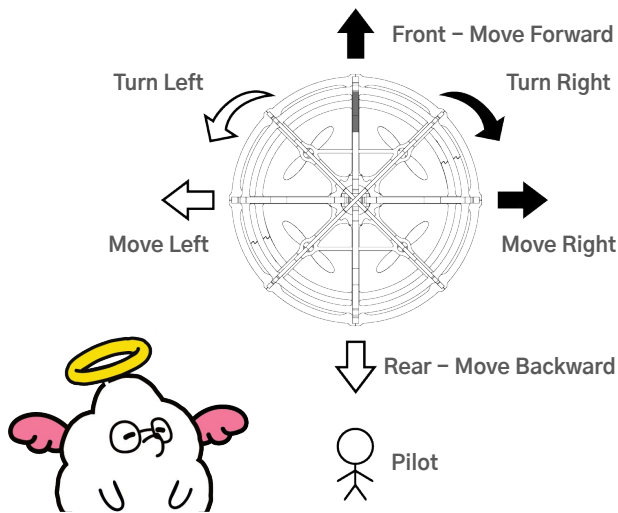 Front – Move Forward
Turn Left
Turn Right
Move Left
Move Right
Rear – Move Backward
Pilot